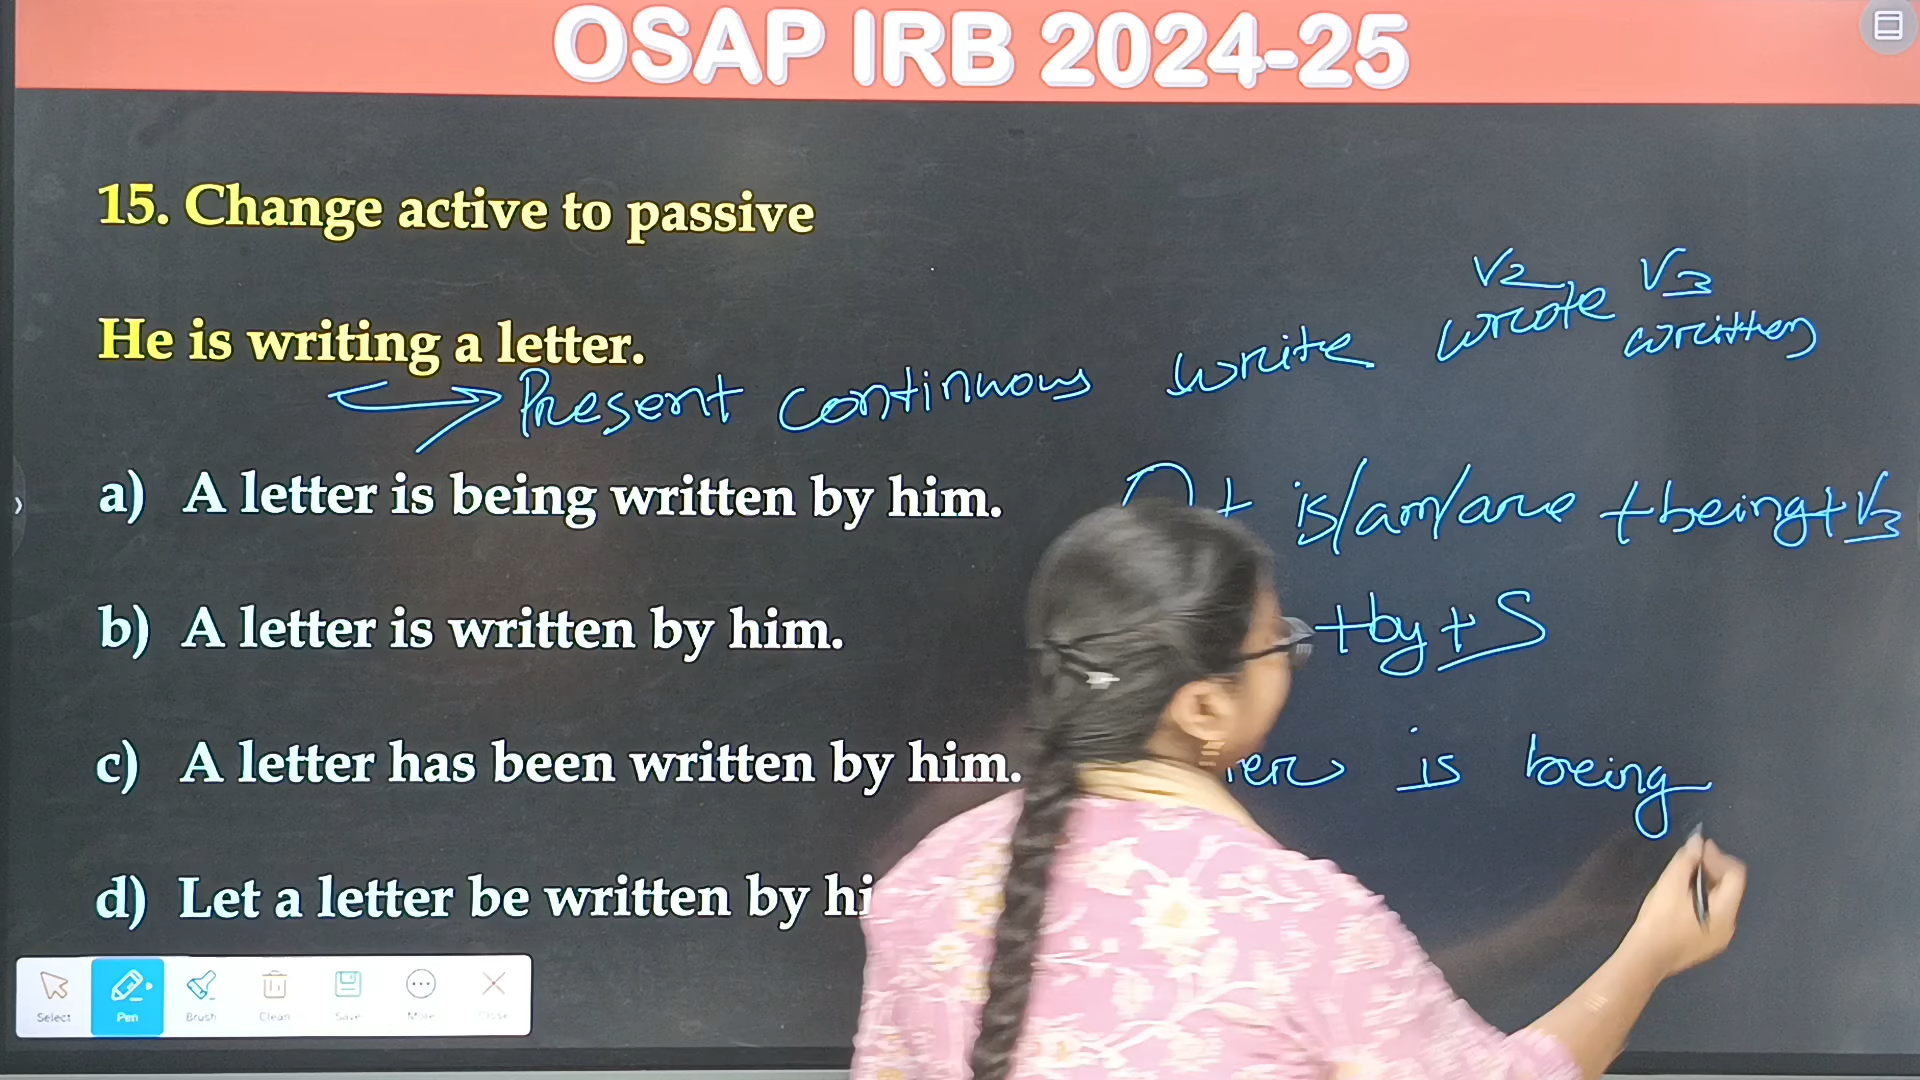 OSAP IRB 2024-25
15. Change active to passive
He is writing a letter.
Present continuous
write
V2
wrote
V3
written
a) A letter is being written by him.
+ is/am/are + being + V3
+ by + S
b) A letter is written by him.
c) A letter has been written by him.
is being
d) Let a letter be written by hi
Select
Pen
Brush
Clean
Save
More
Close